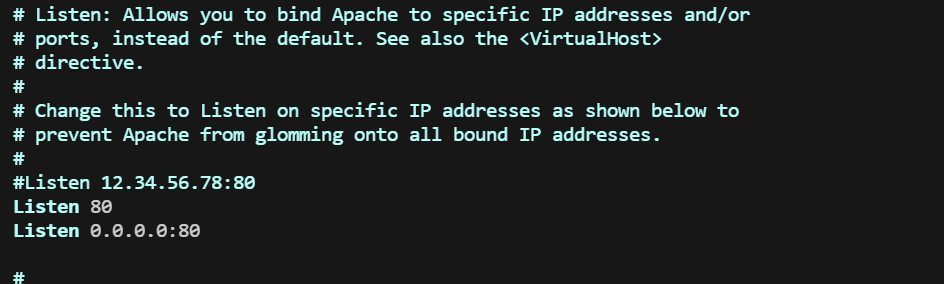 # Listen: Allows you to bind Apache to specific IP addresses and/or
# ports, instead of the default. See also the <VirtualHost>
# directive.
#
# Change this to Listen on specific IP addresses as shown below to
# prevent Apache from glomming onto all bound IP addresses.
#
#Listen 12.34.56.78:80
Listen 80
Listen 0.0.0.0:80
#